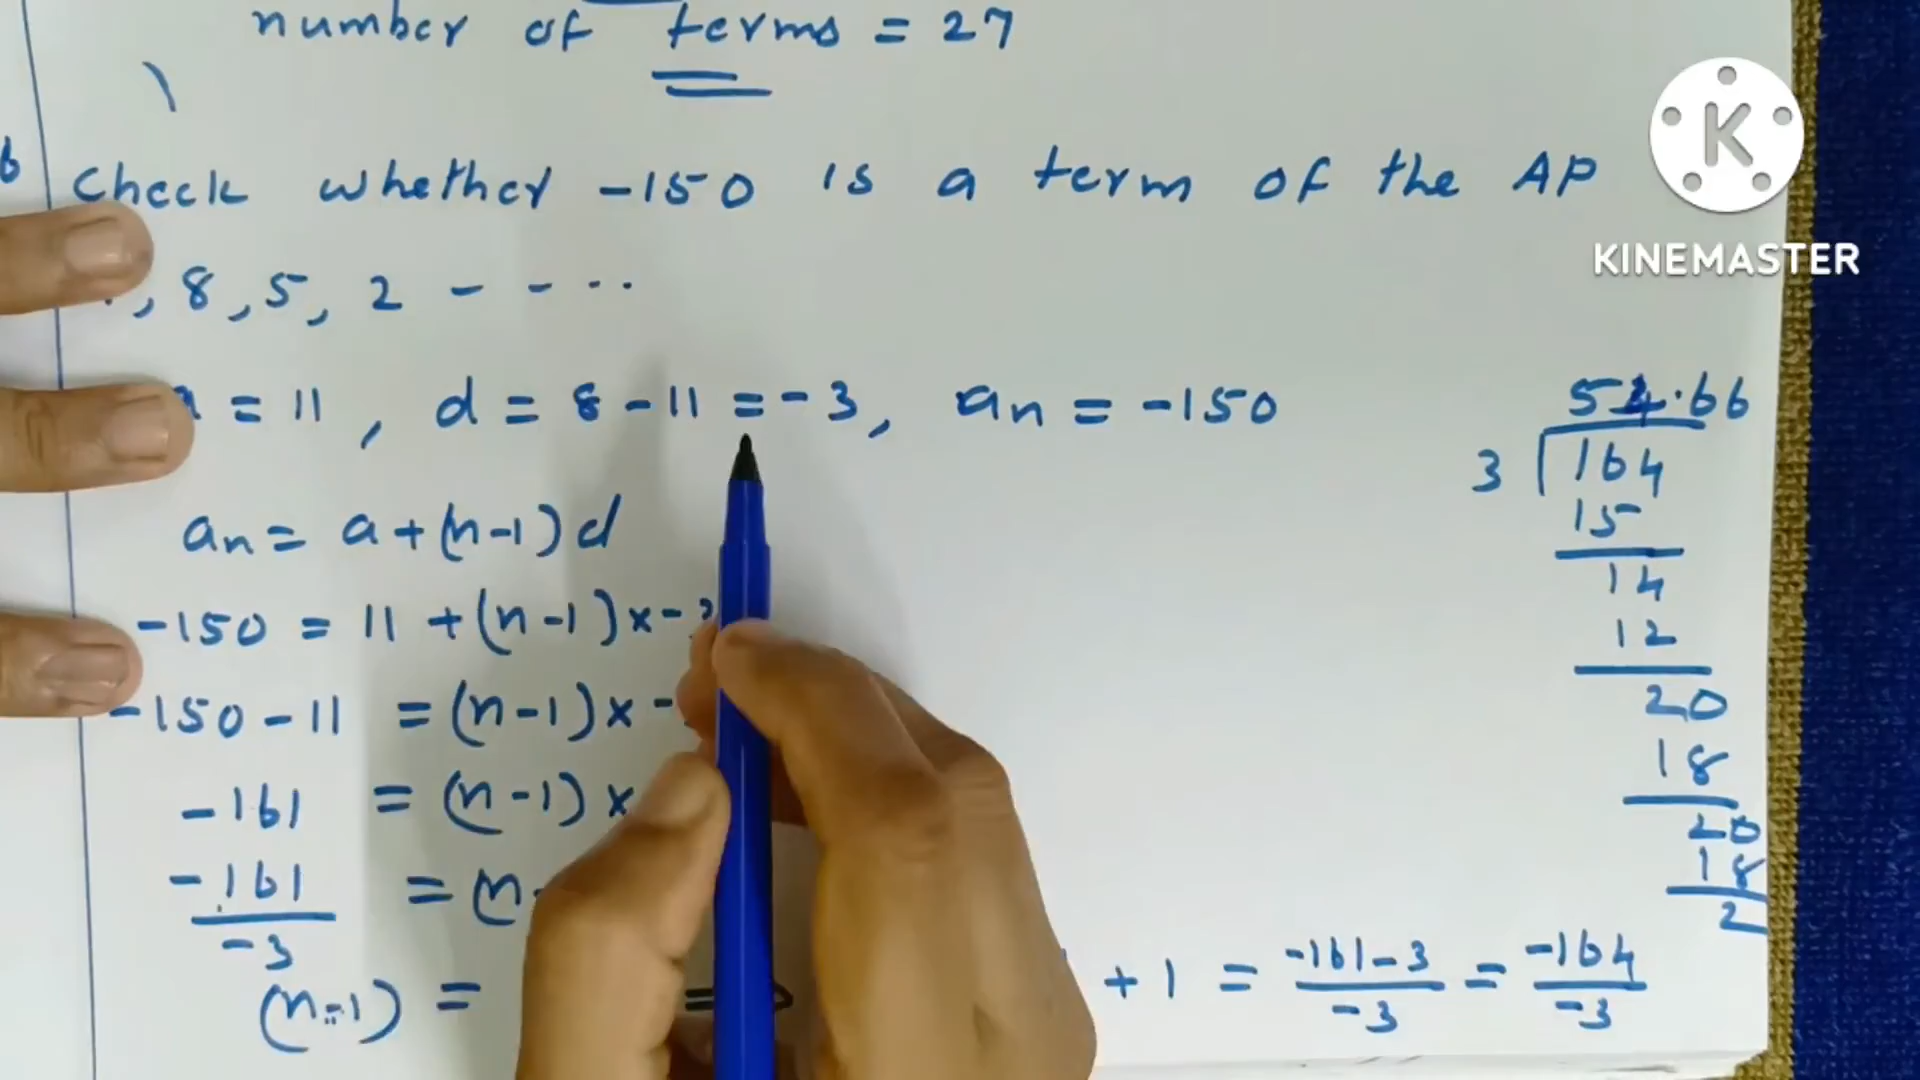 number of terms = 27
6 Check whether -150 is a term of the AP
, 8, 5, 2 - - ..
= 11, d = 8 - 11 = -3, an = -150
an = a + (n-1) d
-150 = 11 + (n-1) x -3
-150 - 11 = (n-1) x -
-161 = (n-1) x
-161 = (n-
-3
(n-1) =
+ 1 = -161-3 = -164
-3 -3
54.66
3 164
15
14
12
20
18
20
18
2
K
KINEMASTER